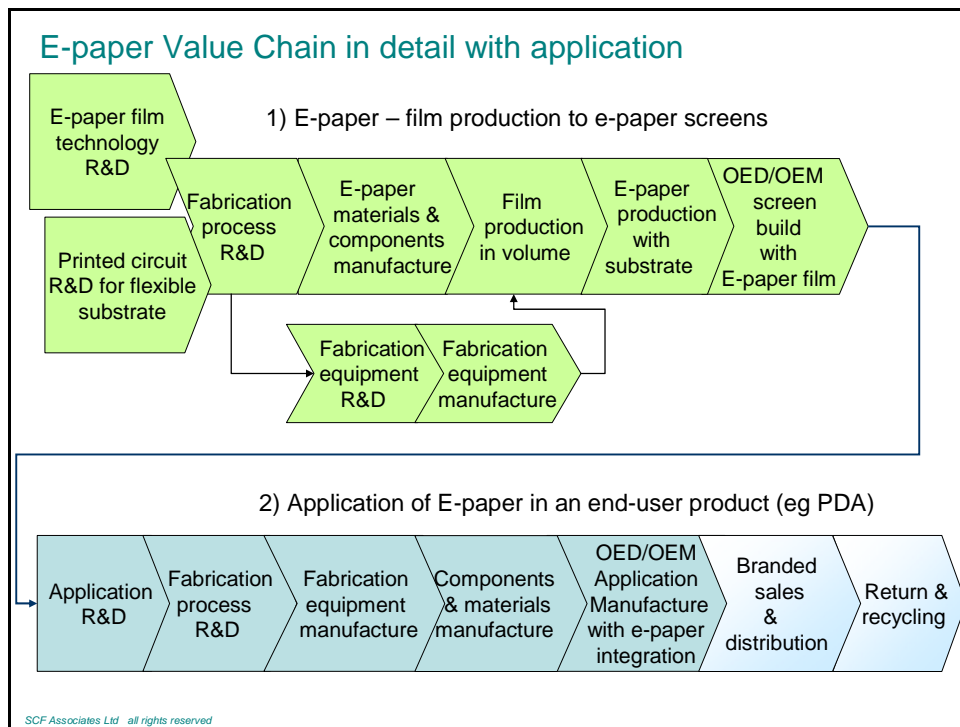 E-paper Value Chain in detail with application
E-paper film
technology
R&D
1) E-paper – film production to e-paper screens
Printed circuit
R&D for flexible
substrate
Fabrication
process
R&D
E-paper
materials &
components
manufacture
Film
production
in volume
E-paper
production
with
substrate
OED/OEM
screen
build
with
E-paper film
Fabrication
equipment
R&D
Fabrication
equipment
manufacture
2) Application of E-paper in an end-user product (eg PDA)
Application
R&D
Fabrication
process
R&D
Fabrication
equipment
manufacture
Components
& materials
manufacture
OED/OEM
Application
Manufacture
with e-paper
integration
Branded
sales
&
distribution
Return &
recycling
SCF Associates Ltd all rights reserved